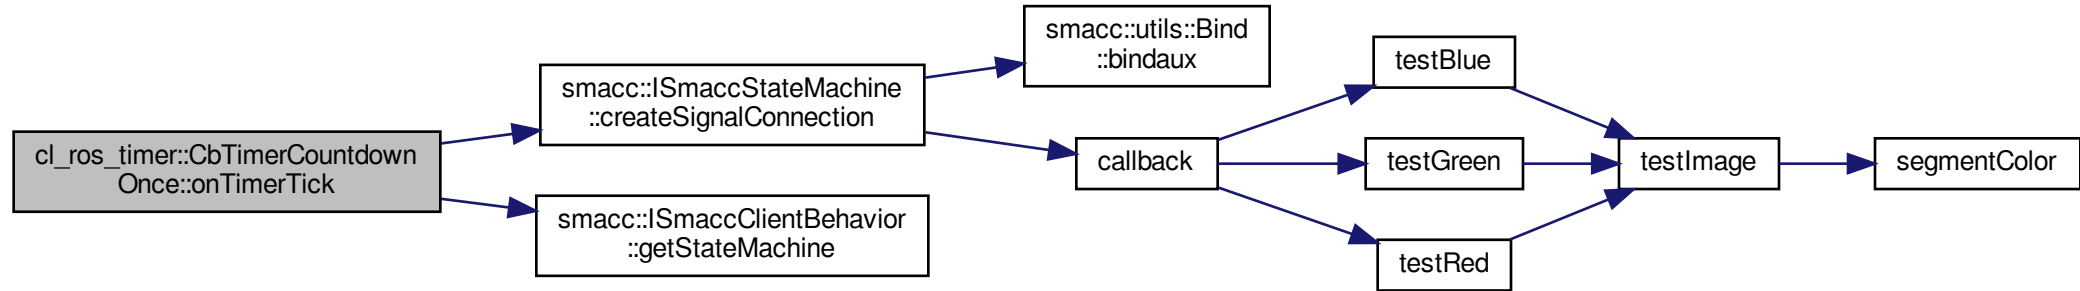 cl_ros_timer::CbTimerCountdown
Once::onTimerTick
smacc::ISmaccStateMachine
::createSignalConnection
smacc::utils::Bind
::bindaux
callback
testBlue
testGreen
testRed
testImage
segmentColor
smacc::ISmaccClientBehavior
::getStateMachine